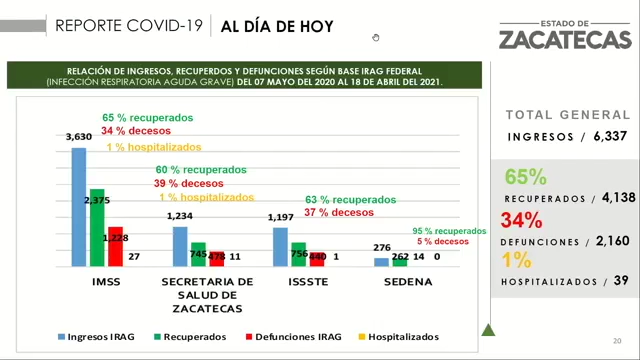 REPORTE COVID-19 AL DÍA DE HOY
ESTADO DE
ZACATECAS
RELACIÓN DE INGRESOS, RECUPERDOS Y DEFUNCIONES SEGÚN BASE IRAG FEDERAL
(INFECCIÓN RESPIRATORIA AGUDA GRAVE) DEL 07 MAYO DEL 2020 AL 18 DE ABRIL DEL 2021.
65 % recuperados
34 % decesos
1 % hospitalizados
3,630
2,375
1,228
27
60 % recuperados
39 % decesos
1 % hospitalizados
1,234
745
478
11
63 % recuperados
37 % decesos
1,197
756
440
1
95 % recuperados
5 % decesos
276
262
14
0
IMSS
SECRETARIA DE
SALUD DE
ZACATECAS
ISSSTE
SEDENA
Ingresos IRAG
Recuperados
Defunciones IRAG
Hospitalizados
TOTAL GENERAL
INGRESOS / 6,337
65%
RECUPERADOS / 4,138
34%
DEFUNCIONES / 2,160
1%
HOSPITALIZADOS / 39
20